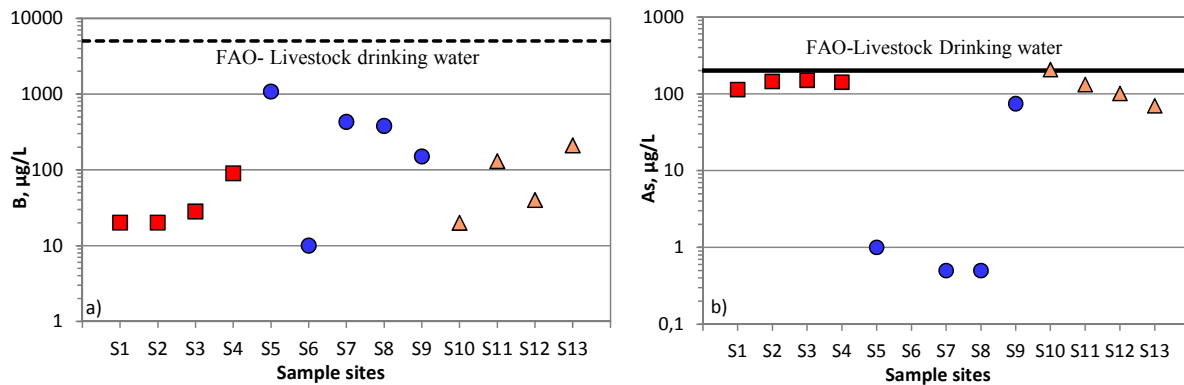 10000
1000
100
10
1
B, µg/L
FAO- Livestock drinking water
a)
S1 S2 S3 S4 S5 S6 S7 S8 S9 S10 S11 S12 S13
Sample sites
1000
100
10
1
0,1
As, µg/L
FAO-Livestock Drinking water
b)
S1 S2 S3 S4 S5 S6 S7 S8 S9 S10 S11 S12 S13
Sample sites